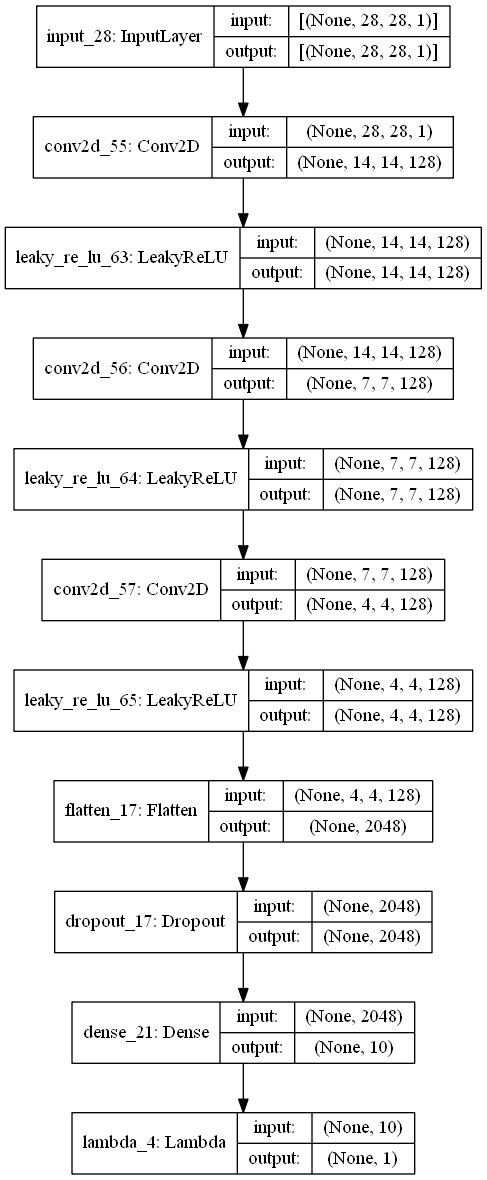 input_28: InputLayer
input: [(None, 28, 28, 1)]
output: [(None, 28, 28, 1)]
conv2d_55: Conv2D
input: (None, 28, 28, 1)
output: (None, 14, 14, 128)
leaky_re_lu_63: LeakyReLU
input: (None, 14, 14, 128)
output: (None, 14, 14, 128)
conv2d_56: Conv2D
input: (None, 14, 14, 128)
output: (None, 7, 7, 128)
leaky_re_lu_64: LeakyReLU
input: (None, 7, 7, 128)
output: (None, 7, 7, 128)
conv2d_57: Conv2D
input: (None, 7, 7, 128)
output: (None, 4, 4, 128)
leaky_re_lu_65: LeakyReLU
input: (None, 4, 4, 128)
output: (None, 4, 4, 128)
flatten_17: Flatten
input: (None, 4, 4, 128)
output: (None, 2048)
dropout_17: Dropout
input: (None, 2048)
output: (None, 2048)
dense_21: Dense
input: (None, 2048)
output: (None, 10)
lambda_4: Lambda
input: (None, 10)
output: (None, 1)